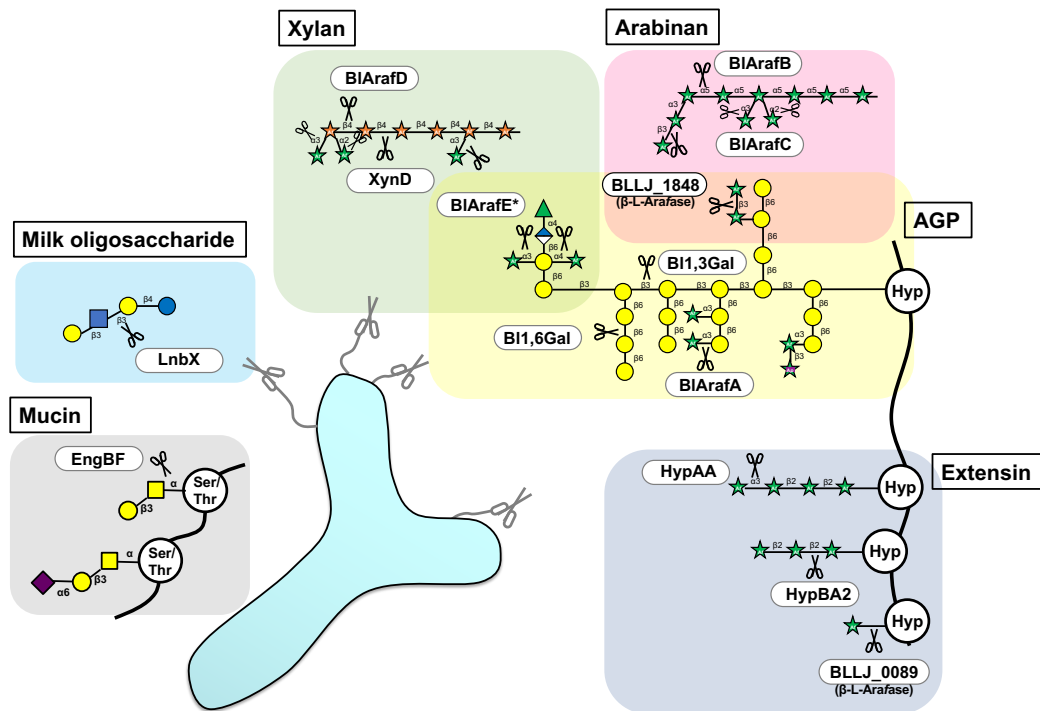 Xylan
BlArafD
β4
β4
β4
β4
β4
α3
α2
α3
XynD
Arabinan
BlArafB
α5
α5
α5
α5
α5
α3
α3
α2
β3
BlArafC
BLLJ_1848
(β-L-Arafase)
β3
β6
β6
β6
BlArafE*
α4
β6
α3
α4
β6
AGP
Bl1,3Gal
β3
β3
β3
β3
β3
Hyp
Bl1,6Gal
β6
β6
β6
β6
β6
β6
β6
β6
β6
α3
α3
α3
β3
BlArafA
Milk oligosaccharide
β4
β3
β3
LnbX
Mucin
EngBF
α
Ser/
Thr
β3
α
Ser/
Thr
β3
α6
Extensin
HypAA
α3
β2
β2
Hyp
β2
β2
Hyp
HypBA2
Hyp
BLLJ_0089
(β-L-Arafase)